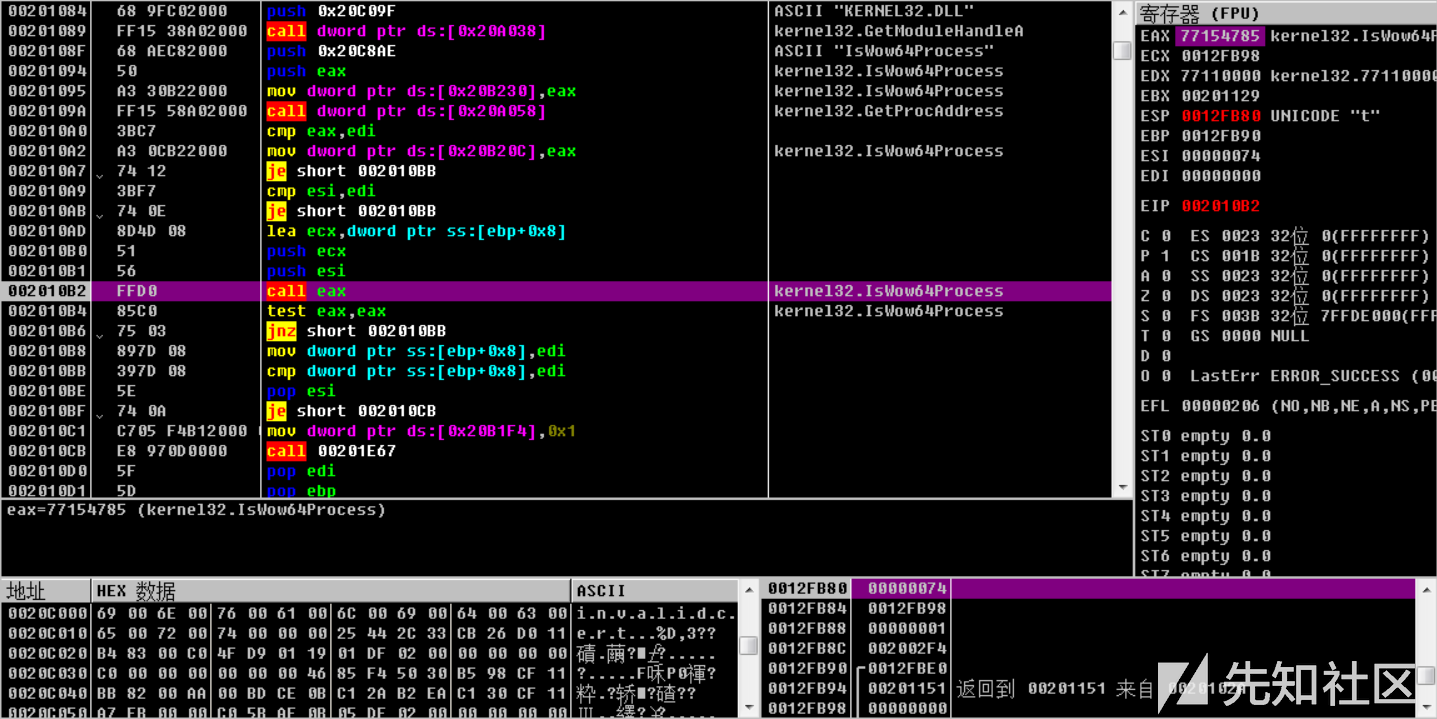 00201084 68 9FC02000 push 0x20C09F ASCII "KERNEL32.DLL"
00201089 FF15 38A02000 call dword ptr ds:[0x20A038] kernel32.GetModuleHandleA
0020108F 68 AEC82000 push 0x20C8AE ASCII "IsWow64Process"
00201094 50 push eax kernel32.IsWow64Process
00201095 A3 30B22000 mov dword ptr ds:[0x20B230],eax kernel32.IsWow64Process
0020109A FF15 58A02000 call dword ptr ds:[0x20A058] kernel32.GetProcAddress
002010A0 3BC7 cmp eax,edi
002010A2 A3 0CB22000 mov dword ptr ds:[0x20B20C],eax kernel32.IsWow64Process
002010A7 74 12 je short 002010BB
002010A9 3BF7 cmp esi,edi
002010AB 74 0E je short 002010BB
002010AD 8D4D 08 lea ecx,dword ptr ss:[ebp+0x8]
002010B0 51 push ecx
002010B1 56 push esi
002010B2 FFD0 call eax kernel32.IsWow64Process
002010B4 85C0 test eax,eax kernel32.IsWow64Process
002010B6 75 03 jnz short 002010BB
002010B8 897D 08 mov dword ptr ss:[ebp+0x8],edi
002010BB 397D 08 cmp dword ptr ss:[ebp+0x8],edi
002010BE 5E pop esi
002010BF 74 0A je short 002010CB
002010C1 C705 F4B12000 mov dword ptr ds:[0x20B1F4],0x1
002010CB E8 970D0000 call 00201E67
002010D0 5F pop edi
002010D1 5D pop ebp
eax=77154785 (kernel32.IsWow64Process)
寄存器 (FPU)
EAX 77154785 kernel32.IsWow64P
ECX 0012FB98
EDX 77110000 kernel32.77110000
EBX 00201129
ESP 0012FB80 UNICODE "t"
EBP 0012FB90
ESI 00000074
EDI 00000000
EIP 002010B2
C 0 ES 0023 32位 0(FFFFFFFF)
P 1 CS 001B 32位 0(FFFFFFFF)
A 0 SS 0023 32位 0(FFFFFFFF)
Z 0 DS 0023 32位 0(FFFFFFFF)
S 0 FS 003B 32位 7FFDE000(FFF
T 0 GS 0000 NULL
D 0
O 0 LastErr ERROR_SUCCESS (00
EFL 00000206 (NO,NB,NE,A,NS,PE
ST0 empty 0.0
ST1 empty 0.0
ST2 empty 0.0
ST3 empty 0.0
ST4 empty 0.0
ST5 empty 0.0
ST6 empty 0.0
ST7 empty 0.0
地址 HEX 数据 ASCII
0020C000 69 00 6E 00 76 00 61 00 6C 00 69 00 64 00 63 00 i.n.v.a.l.i.d.c.
0020C010 65 00 72 00 74 00 00 00 25 44 2C 33 CB 26 D0 11 e.r.t...%D,3??
0020C020 B4 83 00 C0 4F D9 01 19 01 DF 02 00 00 00 00 00
0020C030 C0 00 00 00 00 00 00 46 85 F4 50 30 B5 98 CF 11
0020C040 BB 82 00 AA 00 BD CE 0B C1 2A B2 EA C1 30 CF 11
0020C050 A7 EB 00 00 C0 5B AE 0B 05 DF 02 00 00 00 00 00
0012FB80 00000074
0012FB84 0012FB98
0012FB88 00000001
0012FB8C 002002F4
0012FB90 0012FBE0
0012FB94 00201151 返回到 00201151 来自
0012FB98 00000000
先知社区